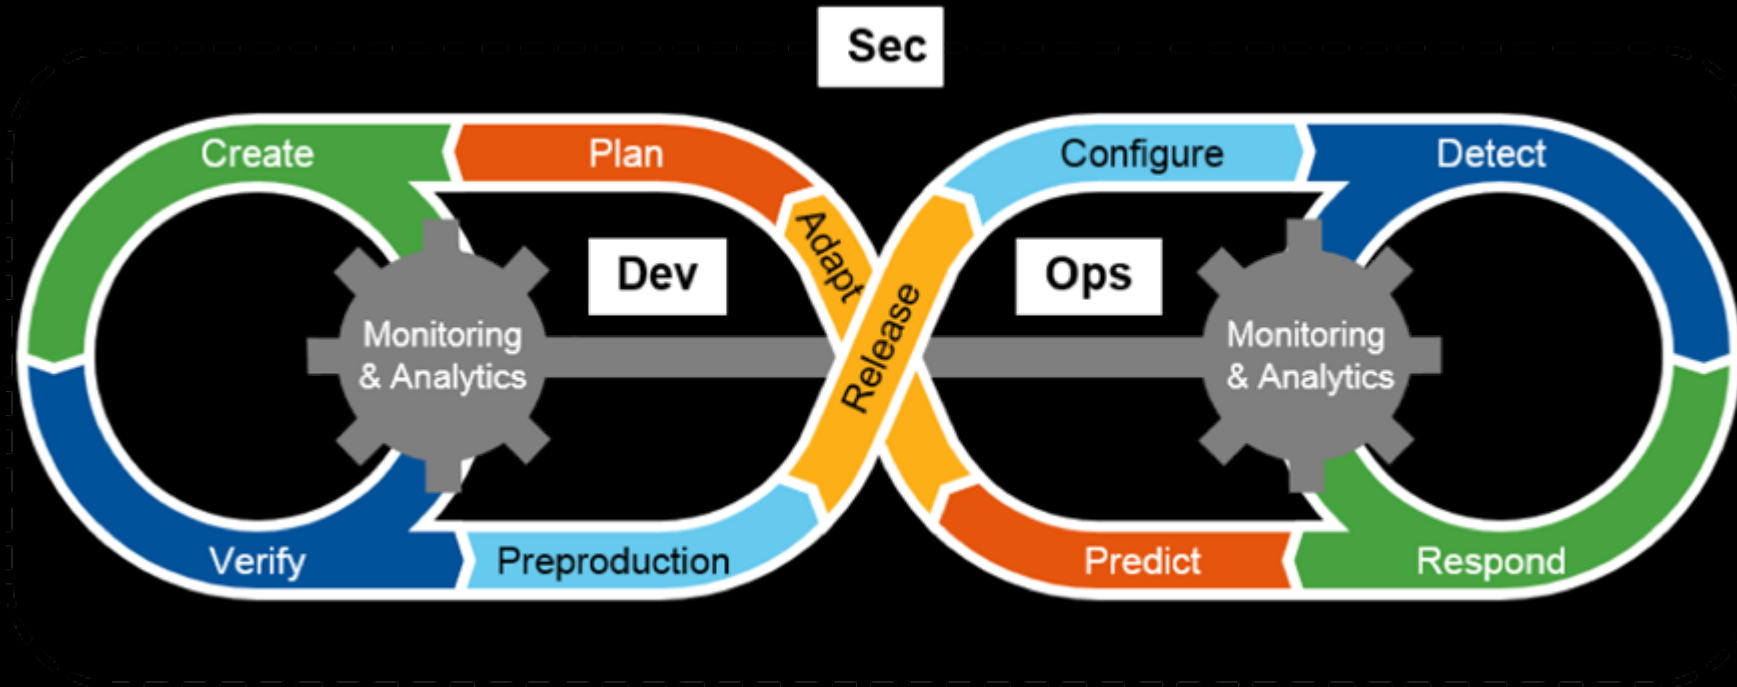 Sec
Create
Plan
Configure
Detect
Adapt
Dev
Ops
Release
Monitoring
& Analytics
Monitoring
& Analytics
Verify
Preproduction
Predict
Respond